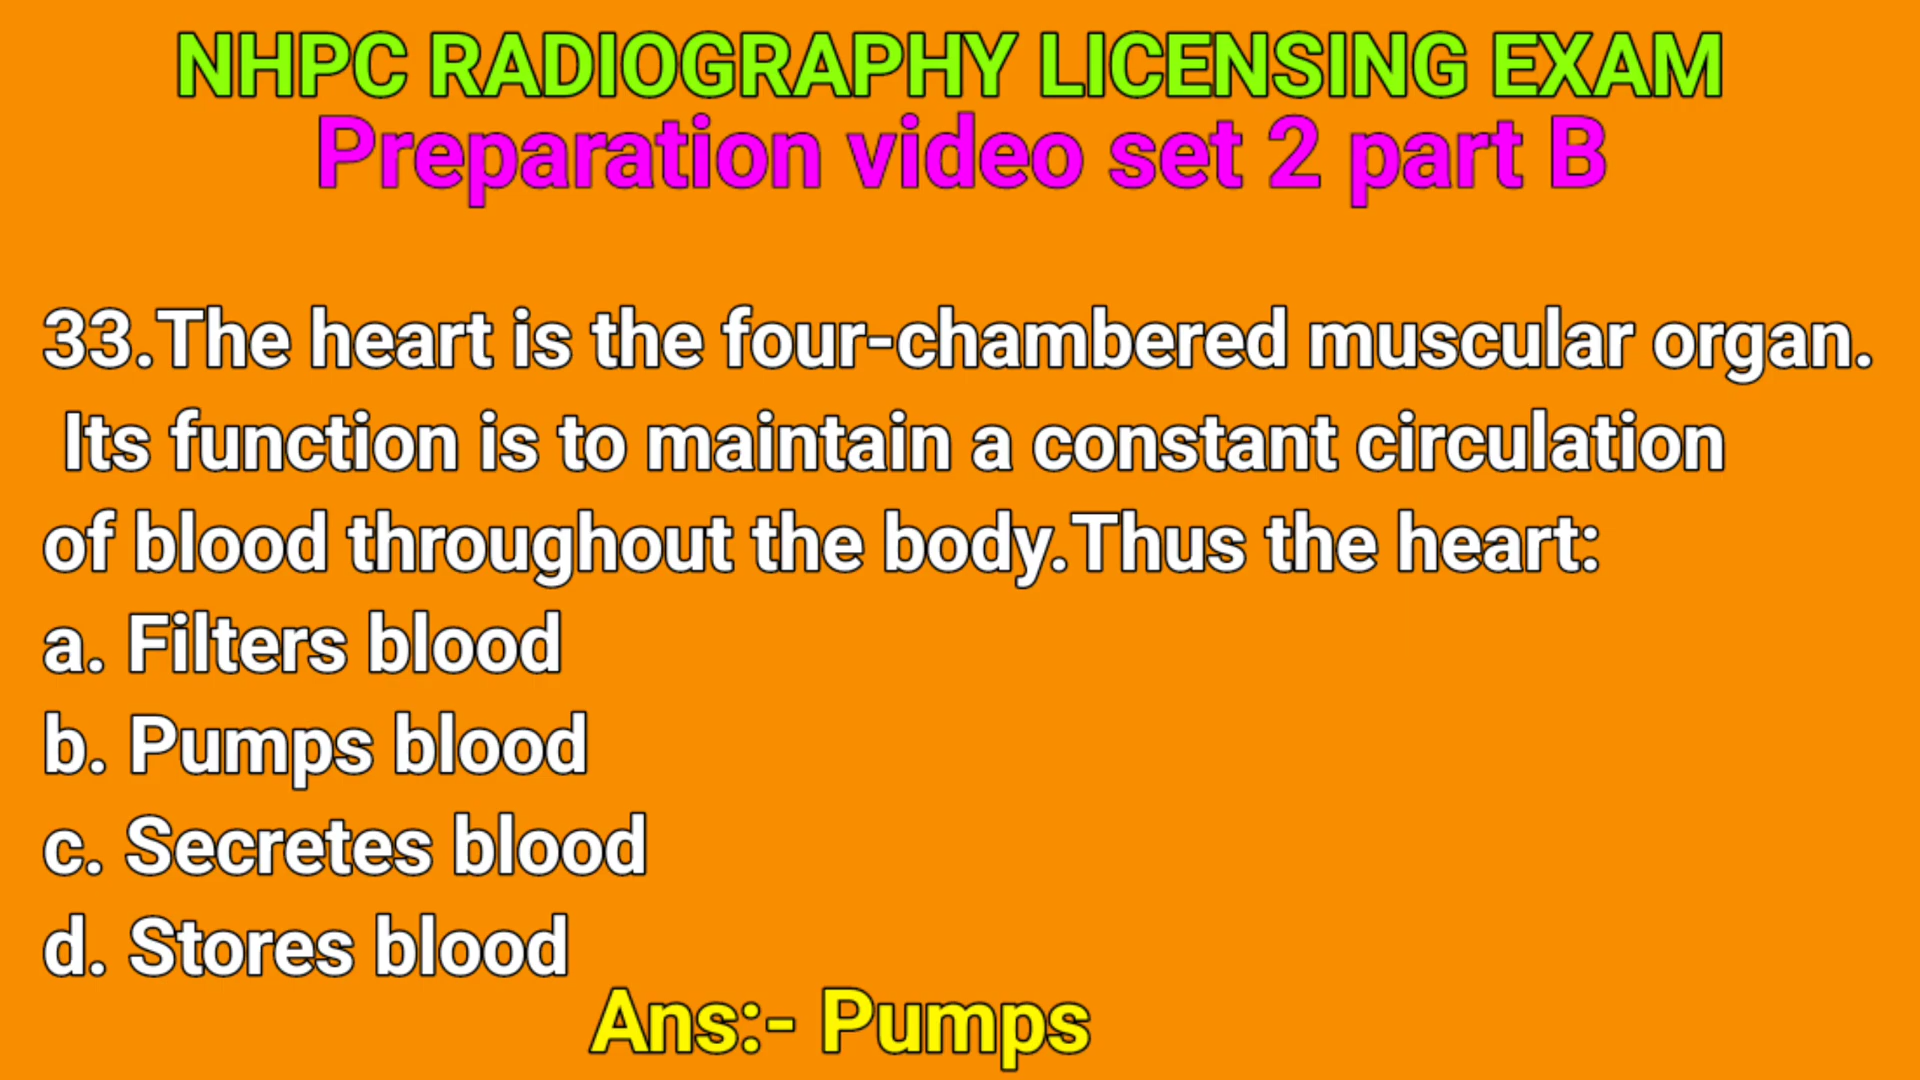 NHPC RADIOGRAPHY LICENSING EXAM
Preparation video set 2 part B
33.The heart is the four-chambered muscular organ.
Its function is to maintain a constant circulation
of blood throughout the body.Thus the heart:
a. Filters blood
b. Pumps blood
c. Secretes blood
d. Stores blood
Ans:- Pumps